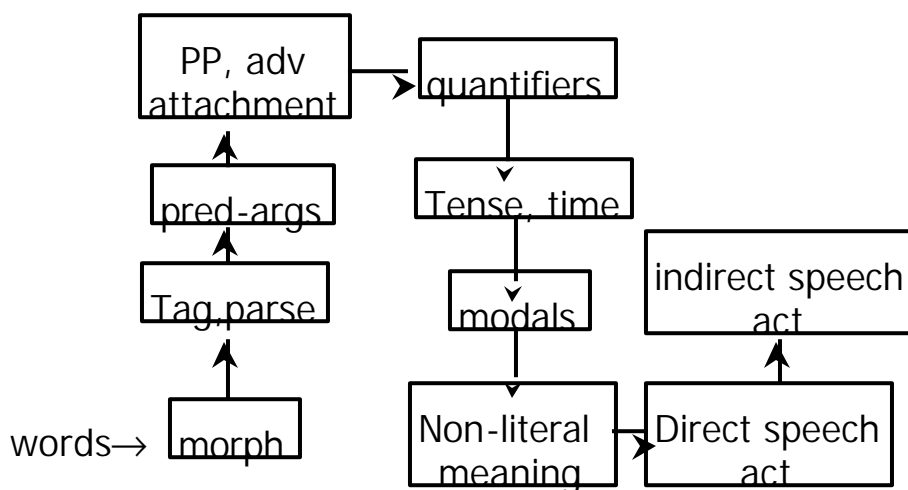 PP, adv
attachment
quantifiers
pred-args
Tense, time
Tag,parse
modals
indirect speech
act
words→
morph
Non-literal
meaning
Direct speech
act